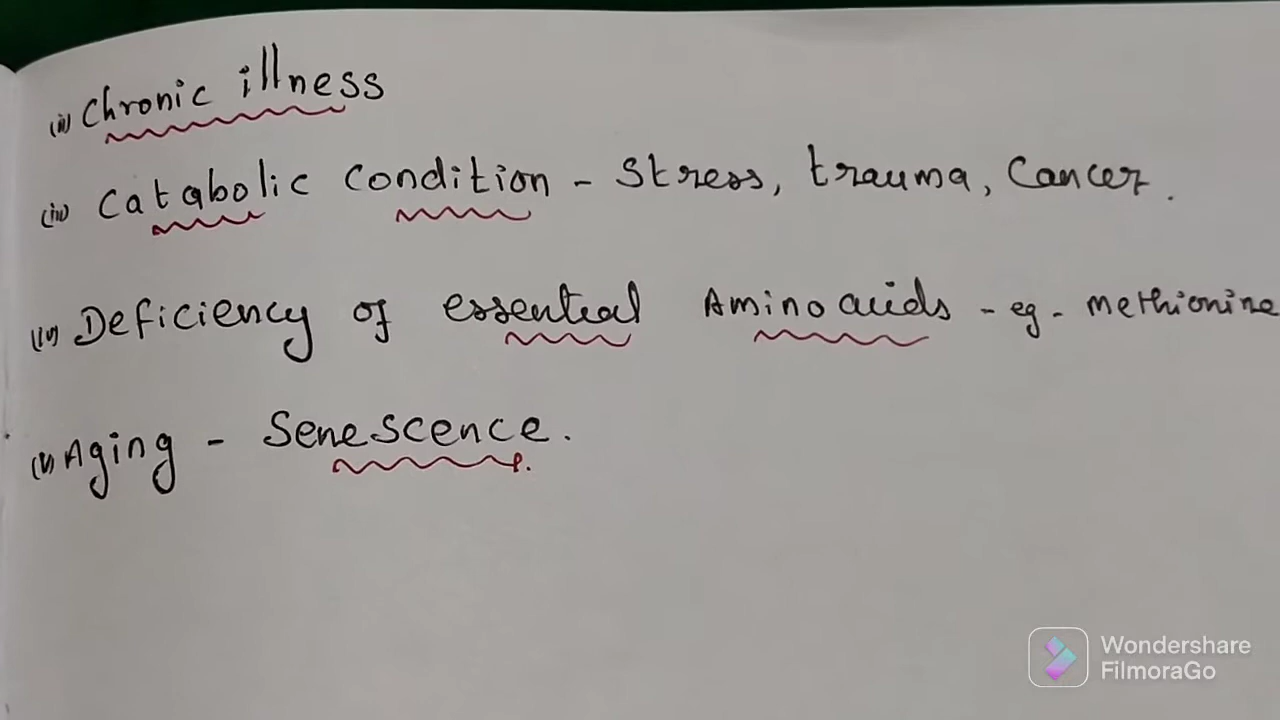 (ii) Chronic illness
(iii) Catabolic Condition - Stress, trauma, Cancer.
(iv) Deficiency of essential Amino acids - eg - methionine
(v) Aging - Senescence.
Wondershare
FilmoraGo